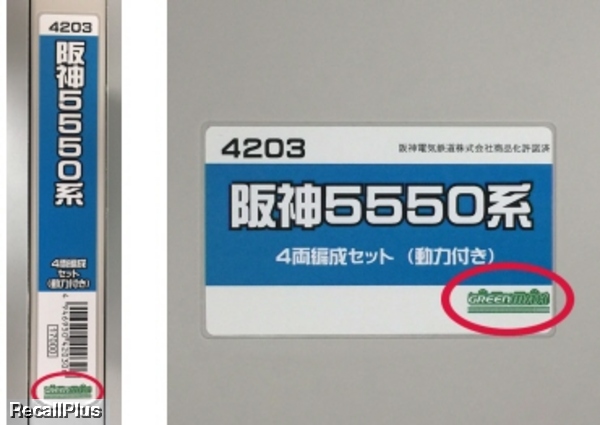 4203
阪神5550系
4両編成
セット
(動力付き)
17000
RecallPlus
4203
阪神電気鉄道株式会社商品化許諾済
阪神5550系
4両編成セット (動力付き)
GREENMAX